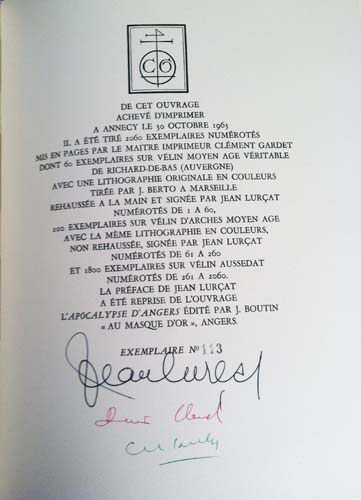 CG
DE CET OUVRAGE
ACHEVÉ D'IMPRIMER
A ANNECY LE 30 OCTOBRE 1963
IL A ÉTÉ TIRÉ 2060 EXEMPLAIRES NUMÉROTÉS
MIS EN PAGES PAR LE MAITRE IMPRIMEUR CLÉMENT GARDET
DONT 60 EXEMPLAIRES SUR VÉLIN MOYEN AGE VÉRITABLE
DE RICHARD-DE-BAS (AUVERGNE)
AVEC UNE LITHOGRAPHIE ORIGINALE EN COULEURS
TIRÉE PAR J. BERTO A MARSEILLE
REHAUSSÉE A LA MAIN ET SIGNÉE PAR JEAN LURÇAT
NUMÉROTÉS DE 1 A 60,
200 EXEMPLAIRES SUR VÉLIN D'ARCHES MOYEN AGE
AVEC LA MÊME LITHOGRAPHIE EN COULEURS,
NON REHAUSSÉE, SIGNÉE PAR JEAN LURÇAT
NUMÉROTÉS DE 61 A 260
ET 1800 EXEMPLAIRES SUR VÉLIN AUSSEDAT
NUMÉROTÉS DE 261 A 2060.
LA PRÉFACE DE JEAN LURÇAT
A ÉTÉ REPRISE DE L'OUVRAGE
L'APOCALYPSE D'ANGERS ÉDITÉ PAR J. BOUTIN
« AU MASQUE D'OR », ANGERS.
EXEMPLAIRE N° 113
Jean Lurçat